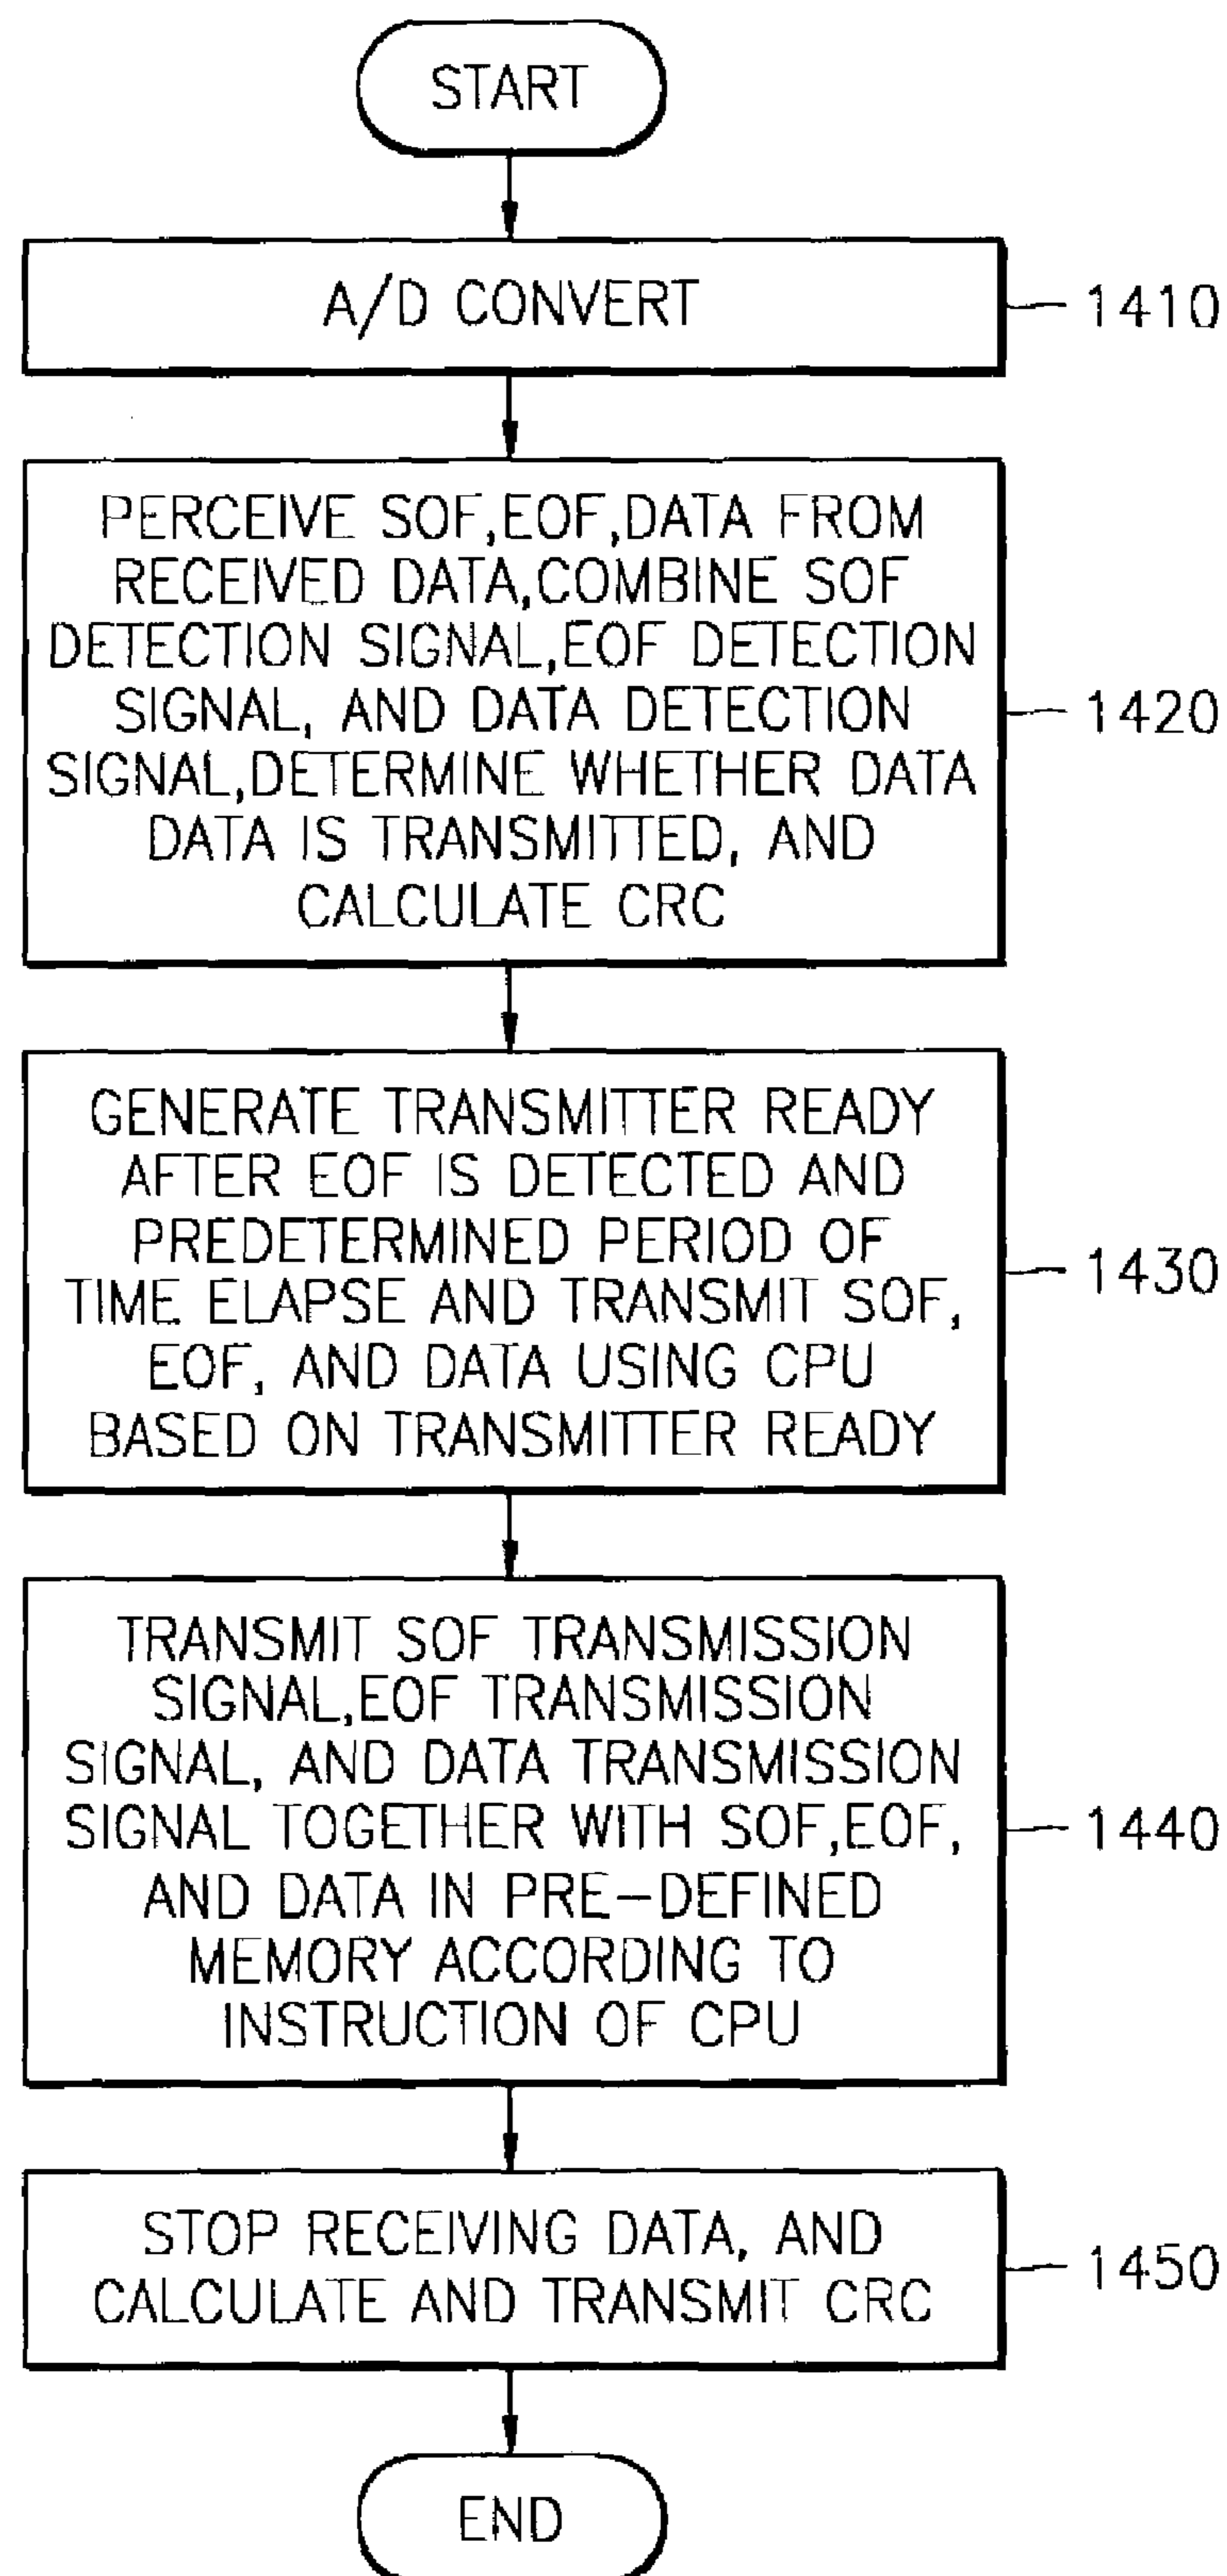 START
A/D CONVERT
1410
PERCEIVE SOF,EOF,DATA FROM
RECEIVED DATA,COMBINE SOF
DETECTION SIGNAL,EOF DETECTION
SIGNAL, AND DATA DETECTION
SIGNAL,DETERMINE WHETHER DATA
DATA IS TRANSMITTED, AND
CALCULATE CRC
1420
GENERATE TRANSMITTER READY
AFTER EOF IS DETECTED AND
PREDETERMINED PERIOD OF
TIME ELAPSE AND TRANSMIT SOF,
EOF, AND DATA USING CPU
BASED ON TRANSMITTER READY
1430
TRANSMIT SOF TRANSMISSION
SIGNAL,EOF TRANSMISSION
SIGNAL, AND DATA TRANSMISSION
SIGNAL TOGETHER WITH SOF,EOF,
AND DATA IN PRE-DEFINED
MEMORY ACCORDING TO
INSTRUCTION OF CPU
1440
STOP RECEIVING DATA, AND
CALCULATE AND TRANSMIT CRC
1450
END